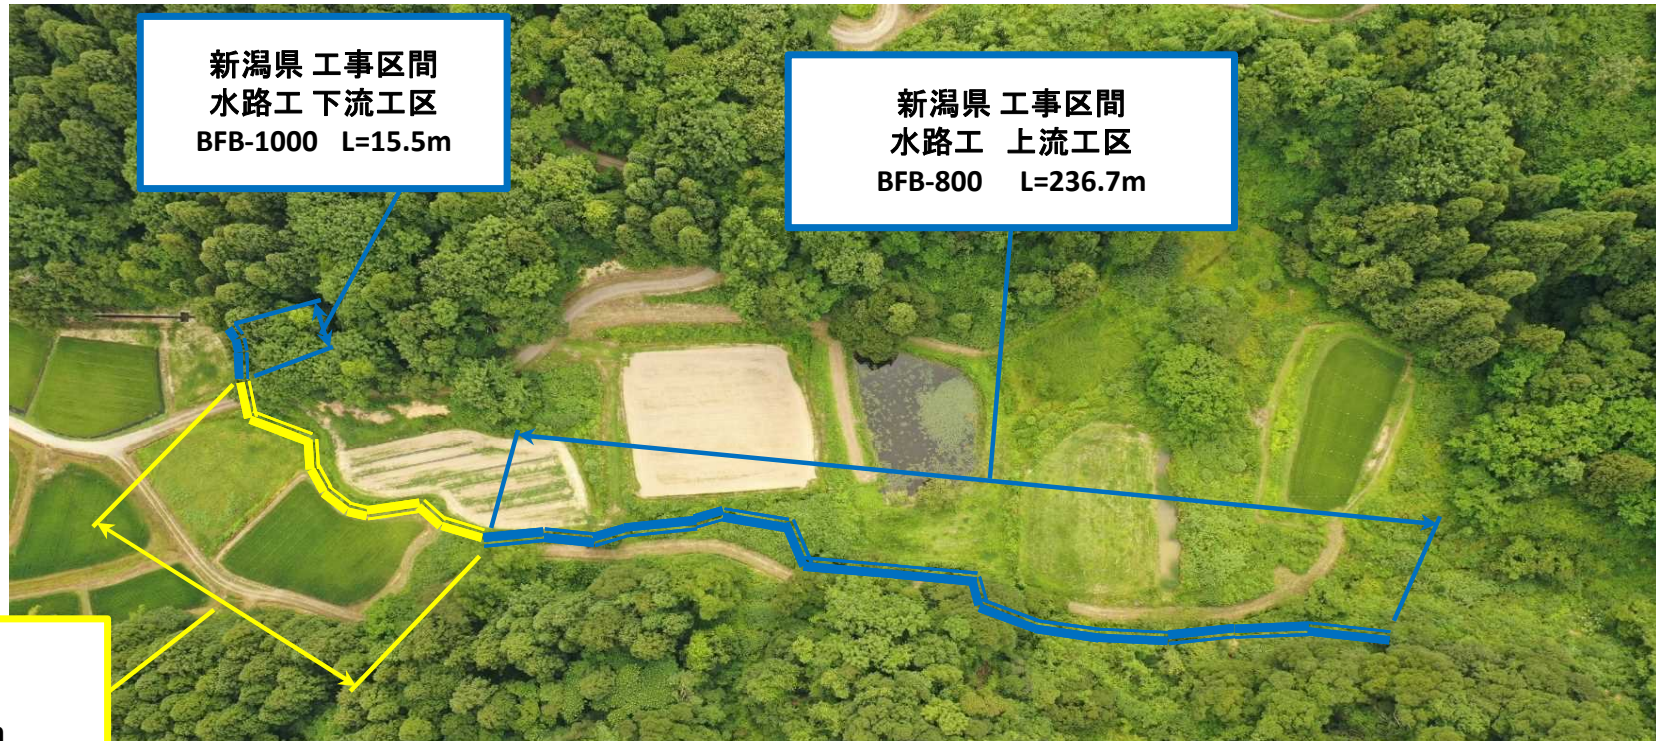 新潟県 工事区間
水路工 下流工区
BFB-1000 L=15.5m
新潟県 工事区間
水路工 上流工区
BFB-800 L=236.7m